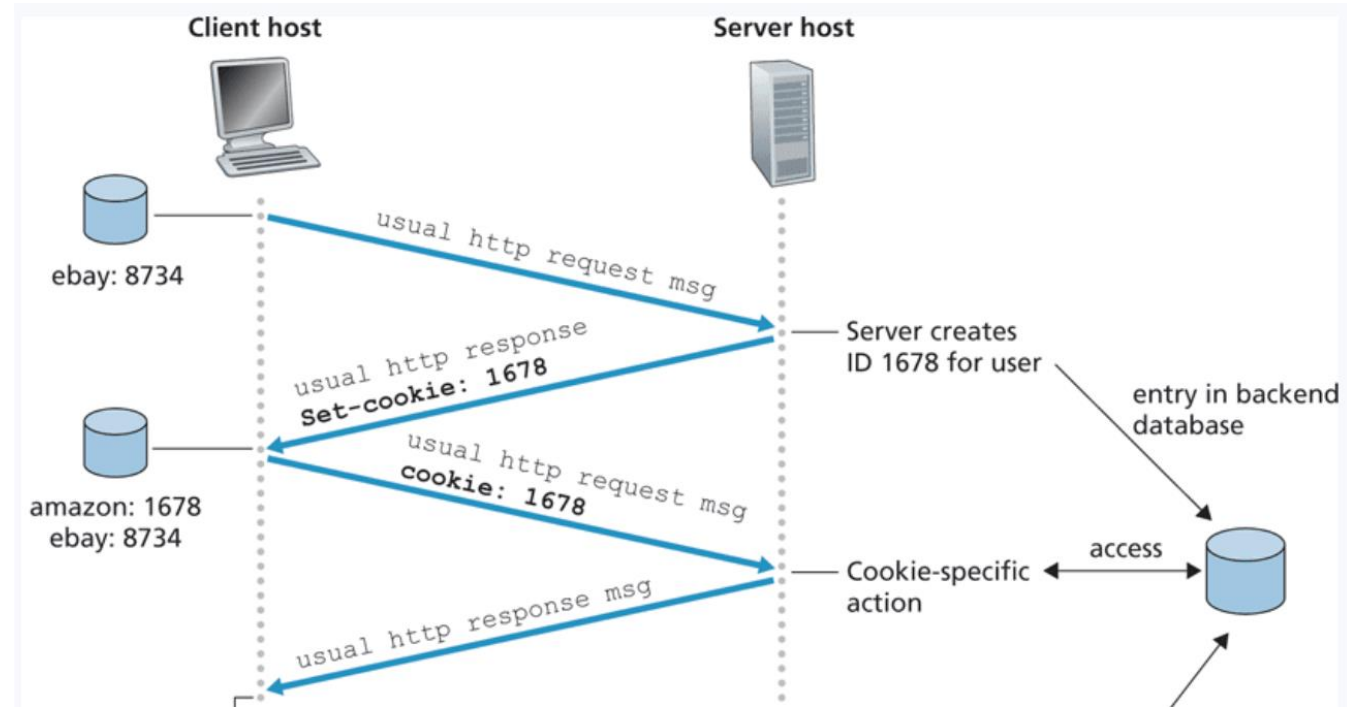 Client host
Server host
usual http request msg
ebay: 8734
Server creates
ID 1678 for user
usual http response
Set-cookie: 1678
entry in backend
database
amazon: 1678
ebay: 8734
usual http request msg
cookie: 1678
access
Cookie-specific
action
usual http response msg